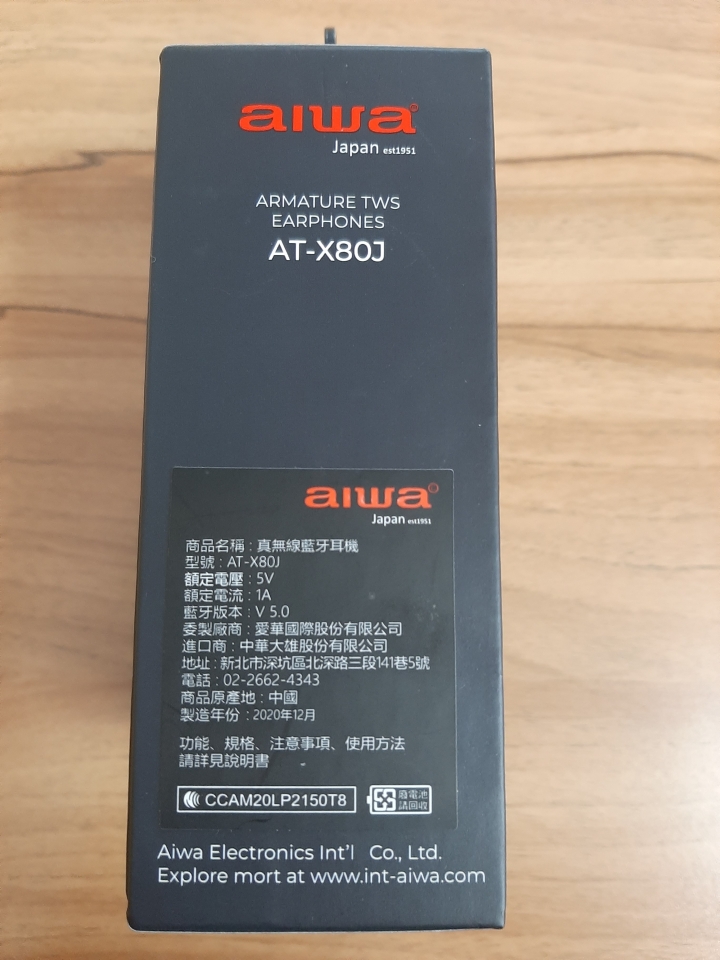 aiwa®
Japan est1951
ARMATURE TWS
EARPHONES
AT-X80J
aiwa®
Japan est1951
商品名稱：真無線藍牙耳機
型號：AT-X80J
額定電壓：5V
額定電流：1A
藍牙版本：V 5.0
委製廠商：愛華國際股份有限公司
進口商：中華大雄股份有限公司
地址：新北市深坑區北深路三段141巷5號
電話：02-2662-4343
商品原產地：中國
製造年份：2020年12月
功能、規格、注意事項、使用方法
請詳見說明書
CCAM20LP2150T8
廢電池
請回收
Aiwa Electronics Int'l Co., Ltd.
Explore mort at www.int-aiwa.com